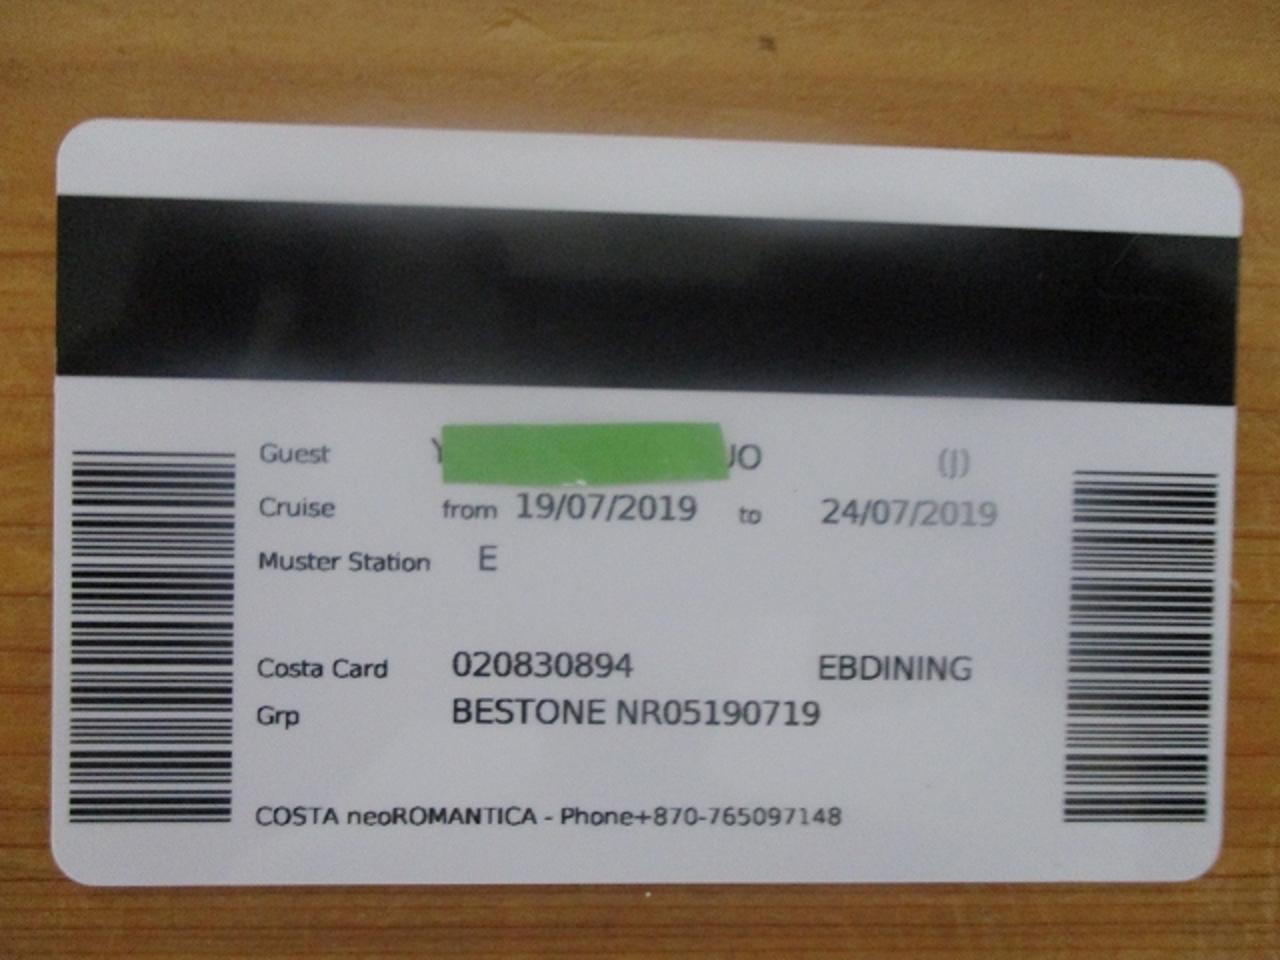 Guest JO (J)
Cruise from 19/07/2019 to 24/07/2019
Muster Station E
Costa Card 020830894 EBDINING
Grp BESTONE NR05190719
COSTA neoROMANTICA - Phone+870-765097148